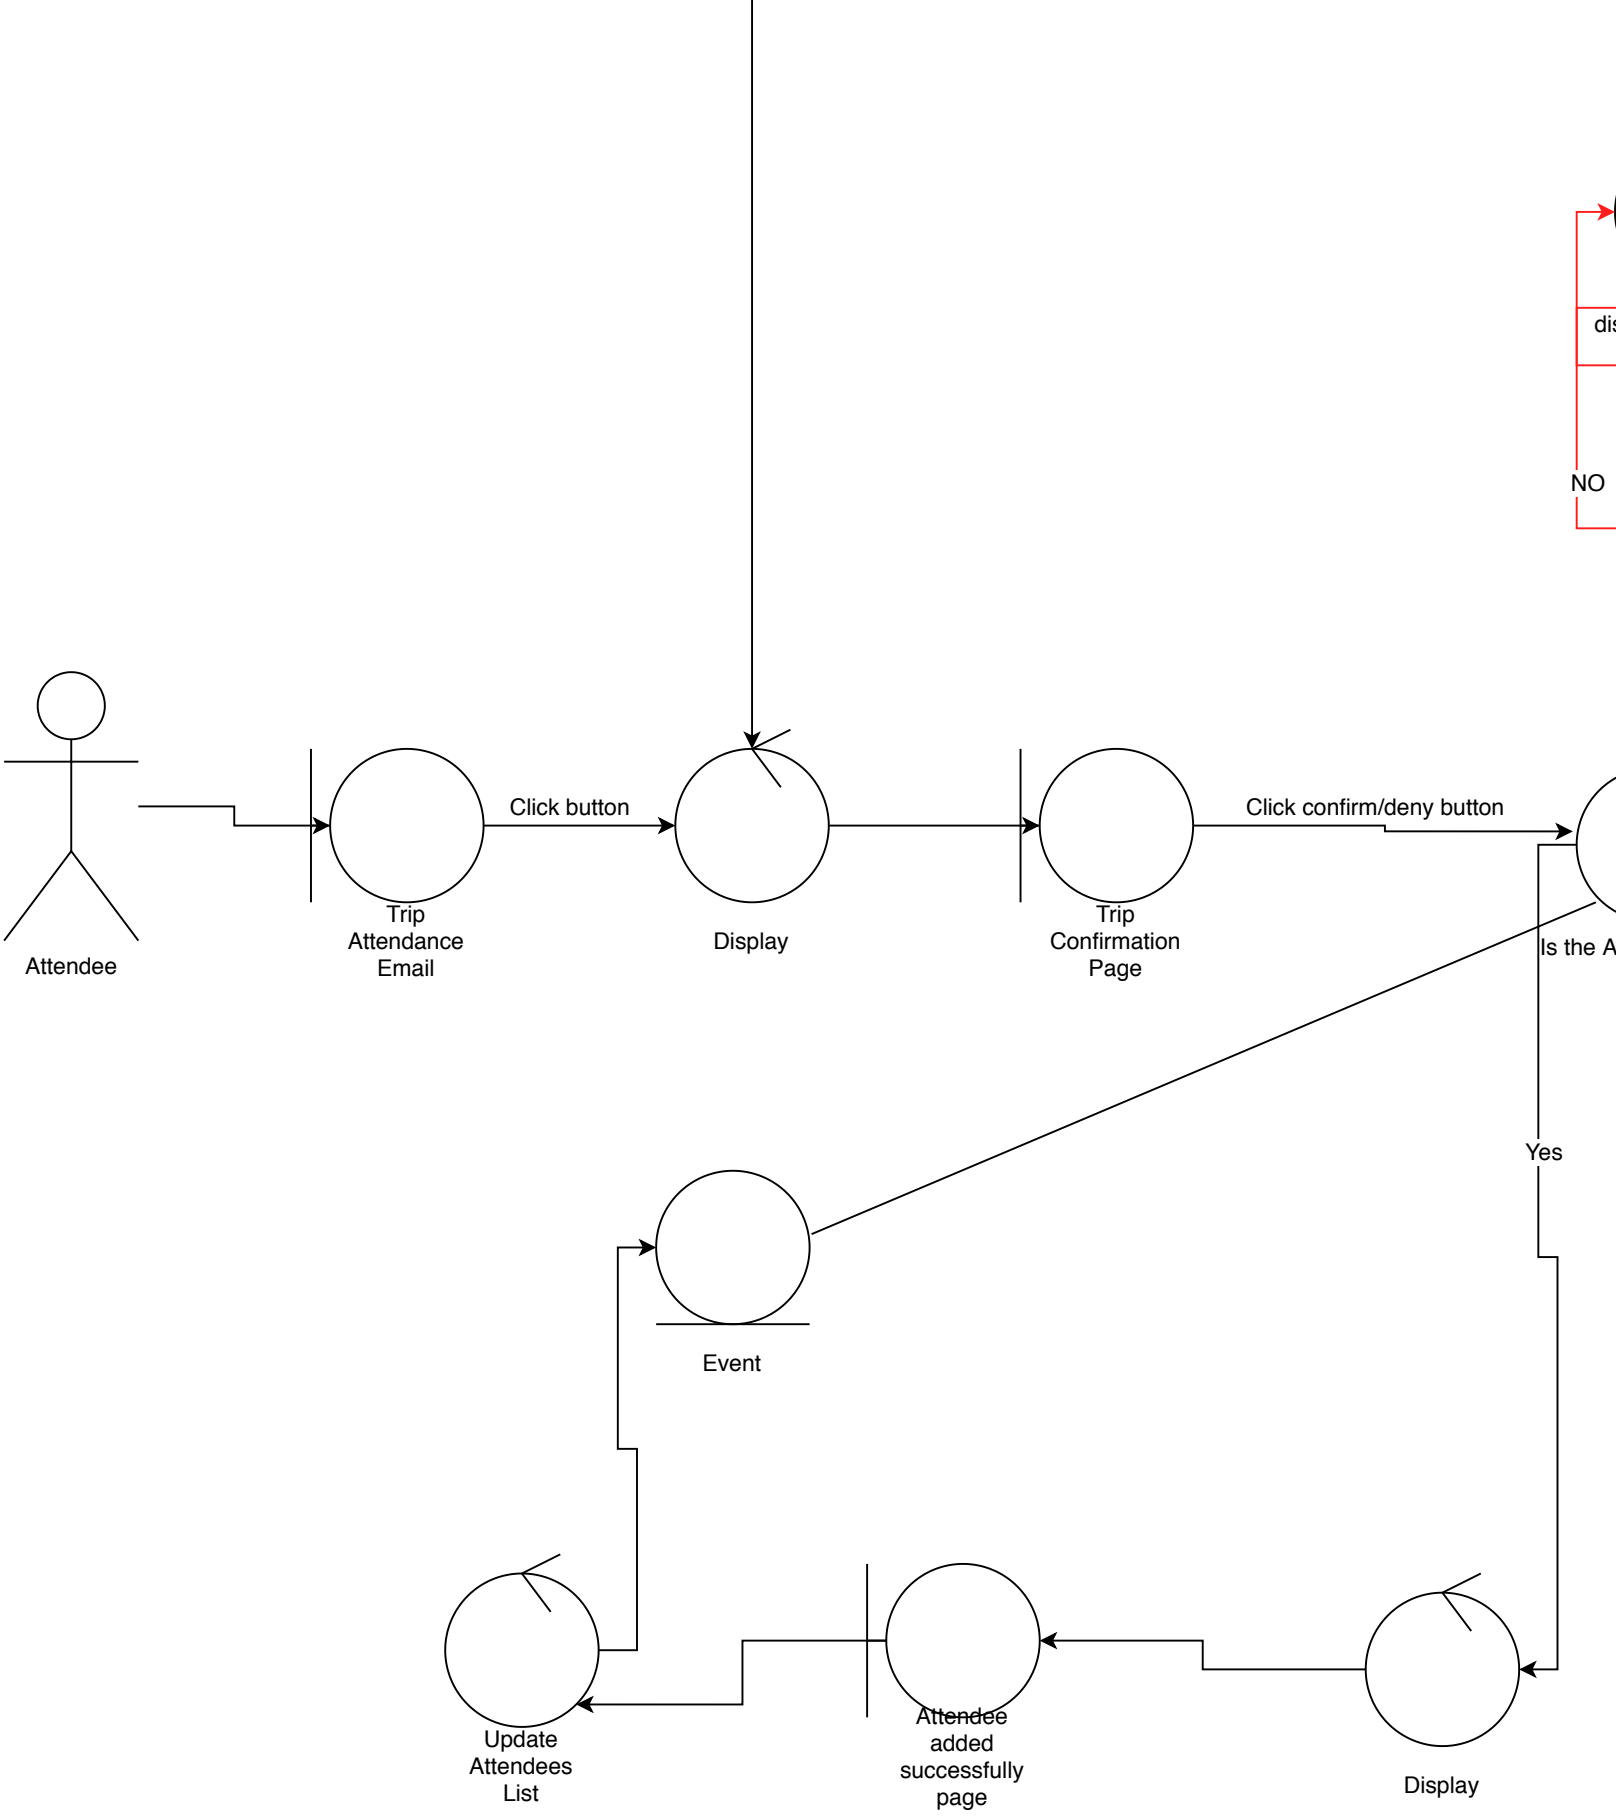 dis
NO
Click button
Click confirm/deny button
Trip
Attendance
Email
Display
Trip
Confirmation
Page
Is the A
Attendee
Yes
Event
Update
Attendees
List
Attendee
added
successfully
page
Display